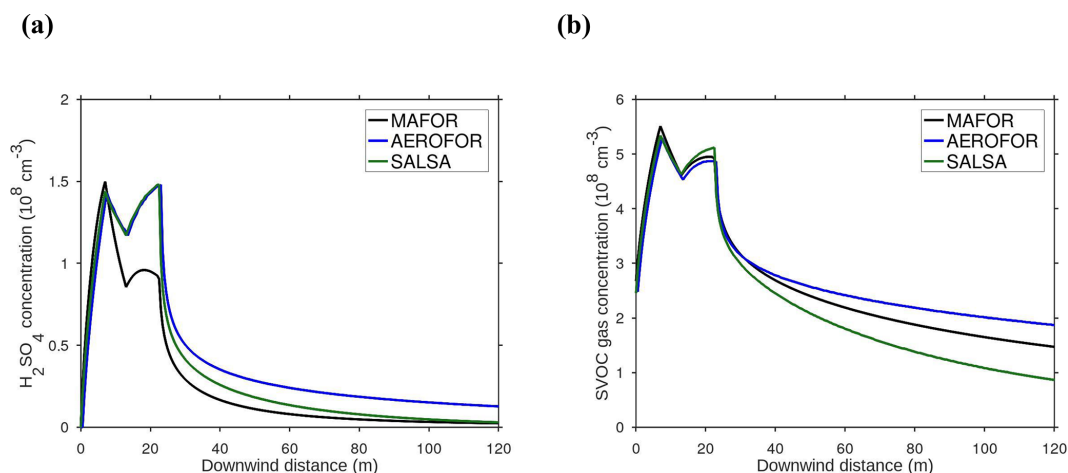 (a)
(b)
2
1.5
1
0.5
0
0
20
40
60
80
100
120
H2SO4 concentration (10^8 cm^-3)
Downwind distance (m)
MAFOR
AEROFOR
SALSA
6
5
4
3
2
1
0
0
20
40
60
80
100
120
SVOC gas concentration (10^8 cm^-3)
Downwind distance (m)
MAFOR
AEROFOR
SALSA